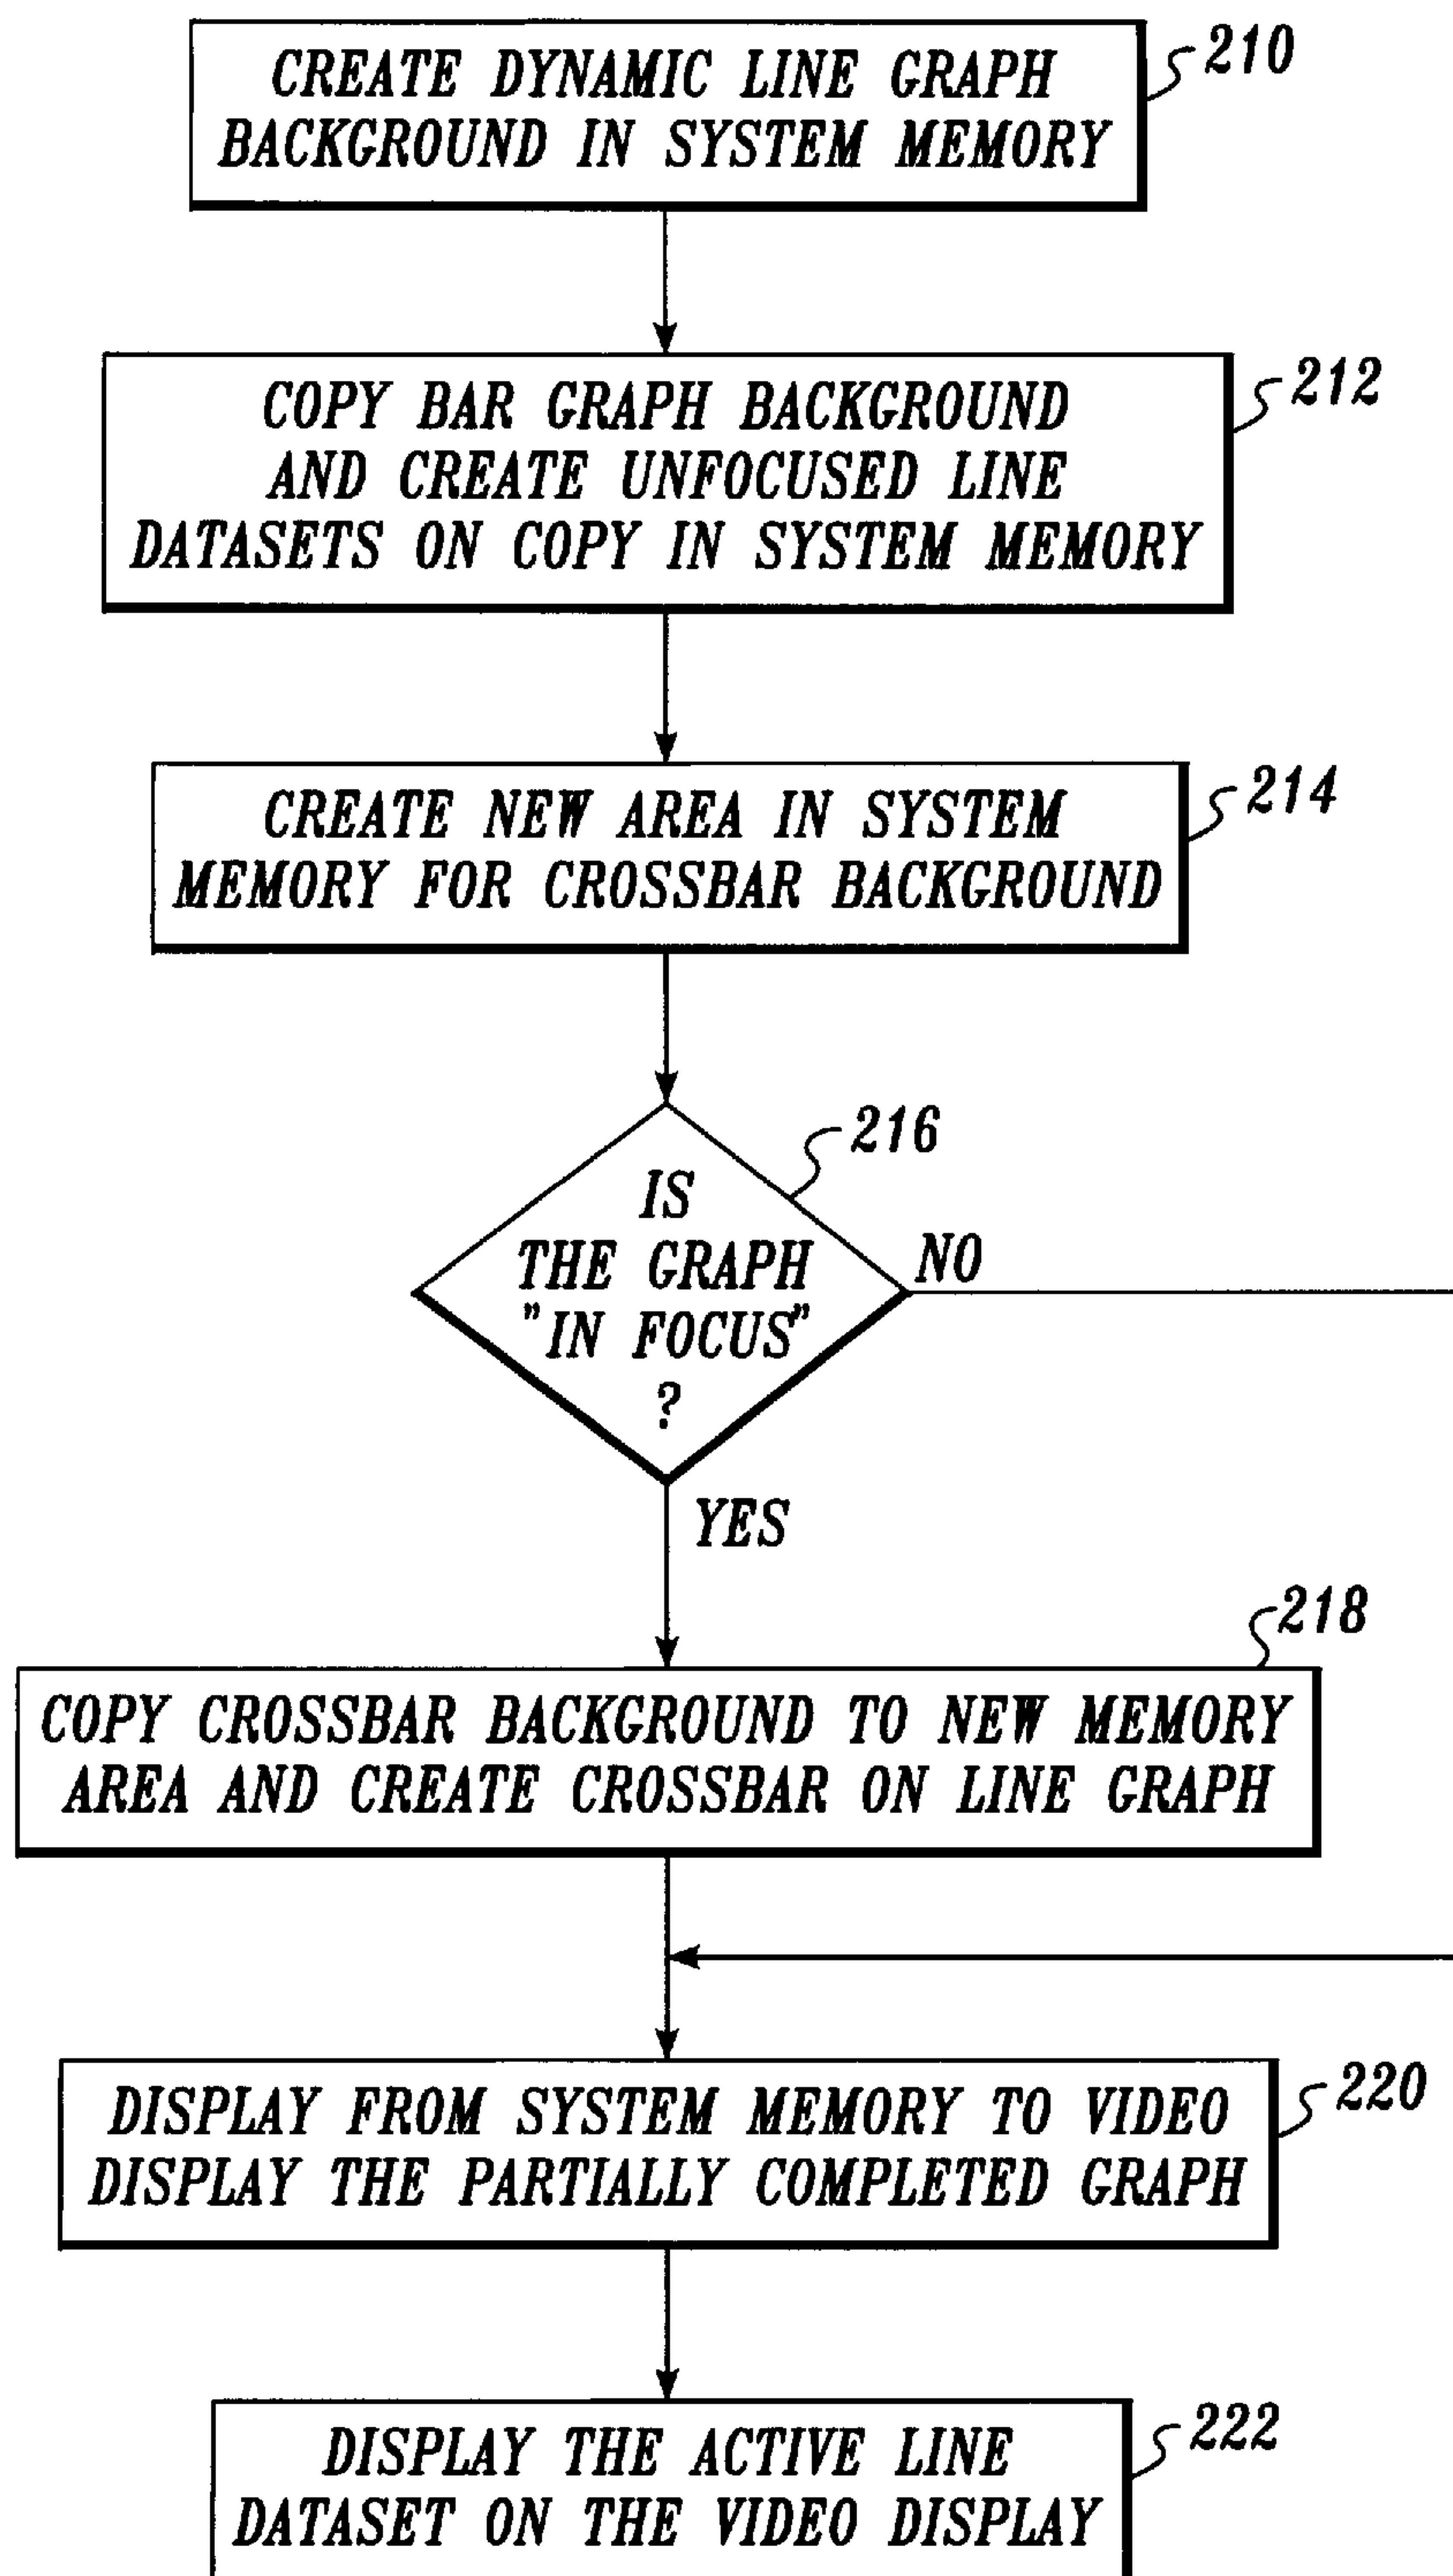 CREATE DYNAMIC LINE GRAPH
BACKGROUND IN SYSTEM MEMORY
210
COPY BAR GRAPH BACKGROUND
AND CREATE UNFOCUSED LINE
DATASETS ON COPY IN SYSTEM MEMORY
212
CREATE NEW AREA IN SYSTEM
MEMORY FOR CROSSBAR BACKGROUND
214
216
IS
THE GRAPH
"IN FOCUS"
?
NO
YES
218
COPY CROSSBAR BACKGROUND TO NEW MEMORY
AREA AND CREATE CROSSBAR ON LINE GRAPH
DISPLAY FROM SYSTEM MEMORY TO VIDEO
DISPLAY THE PARTIALLY COMPLETED GRAPH
220
DISPLAY THE ACTIVE LINE
DATASET ON THE VIDEO DISPLAY
222